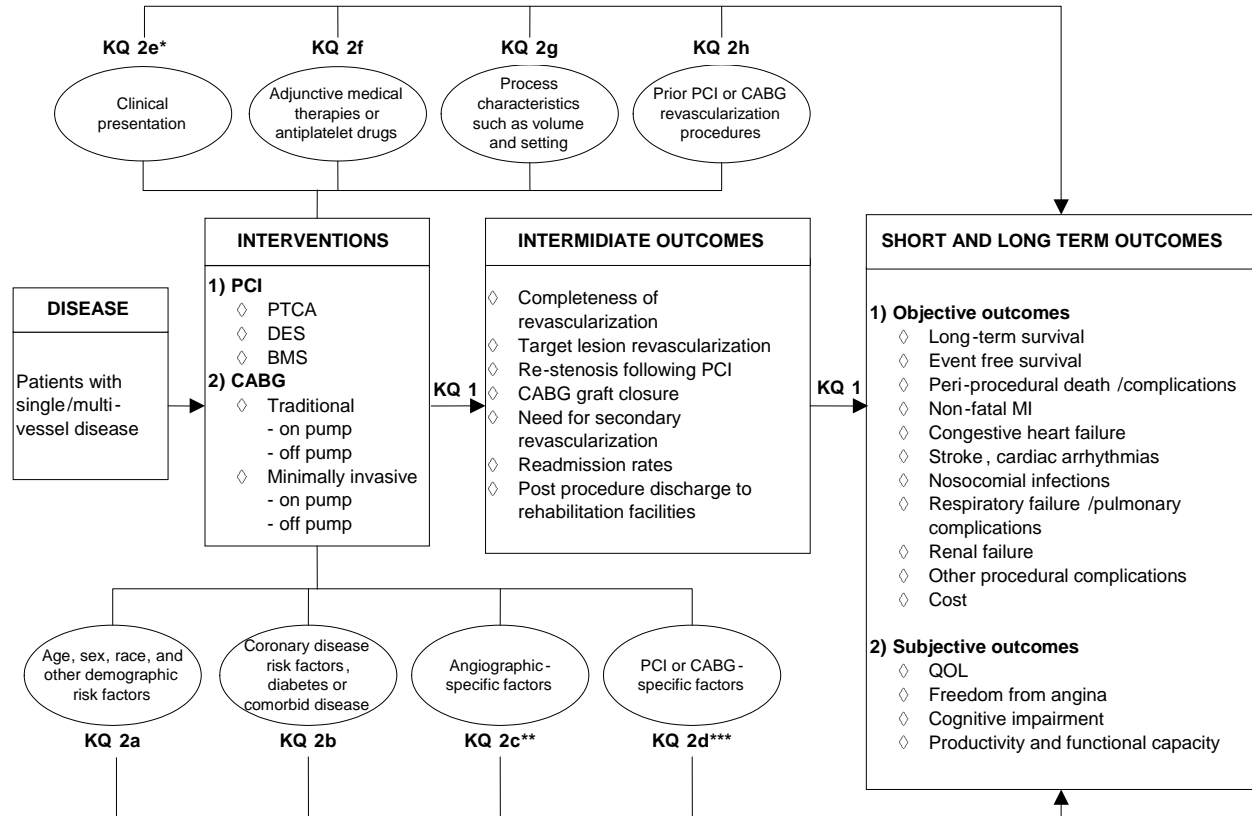 KQ 2e*
KQ 2f
KQ 2g
KQ 2h
Clinical
presentation
Adjunctive medical
therapies or
antiplatelet drugs
Process
characteristics
such as volume
and setting
Prior PCI or CABG
revascularization
procedures
DISEASE
Patients with
single/multi-
vessel disease
INTERVENTIONS
1) PCI
◊ PTCA
◊ DES
◊ BMS
2) CABG
◊ Traditional
- on pump
- off pump
◊ Minimally invasive
- on pump
- off pump
KQ 1
INTERMIDIATE OUTCOMES
◊ Completeness of
revascularization
◊ Target lesion revascularization
◊ Re-stenosis following PCI
◊ CABG graft closure
◊ Need for secondary
revascularization
◊ Readmission rates
◊ Post procedure discharge to
rehabilitation facilities
KQ 1
SHORT AND LONG TERM OUTCOMES
1) Objective outcomes
◊ Long-term survival
◊ Event free survival
◊ Peri-procedural death /complications
◊ Non-fatal MI
◊ Congestive heart failure
◊ Stroke, cardiac arrhythmias
◊ Nosocomial infections
◊ Respiratory failure /pulmonary
complications
◊ Renal failure
◊ Other procedural complications
◊ Cost
2) Subjective outcomes
◊ QOL
◊ Freedom from angina
◊ Cognitive impairment
◊ Productivity and functional capacity
Age, sex, race, and
other demographic
risk factors
Coronary disease
risk factors,
diabetes or
comorbid disease
Angiographic-
specific factors
PCI or CABG-
specific factors
KQ 2a
KQ 2b
KQ 2c**
KQ 2d***